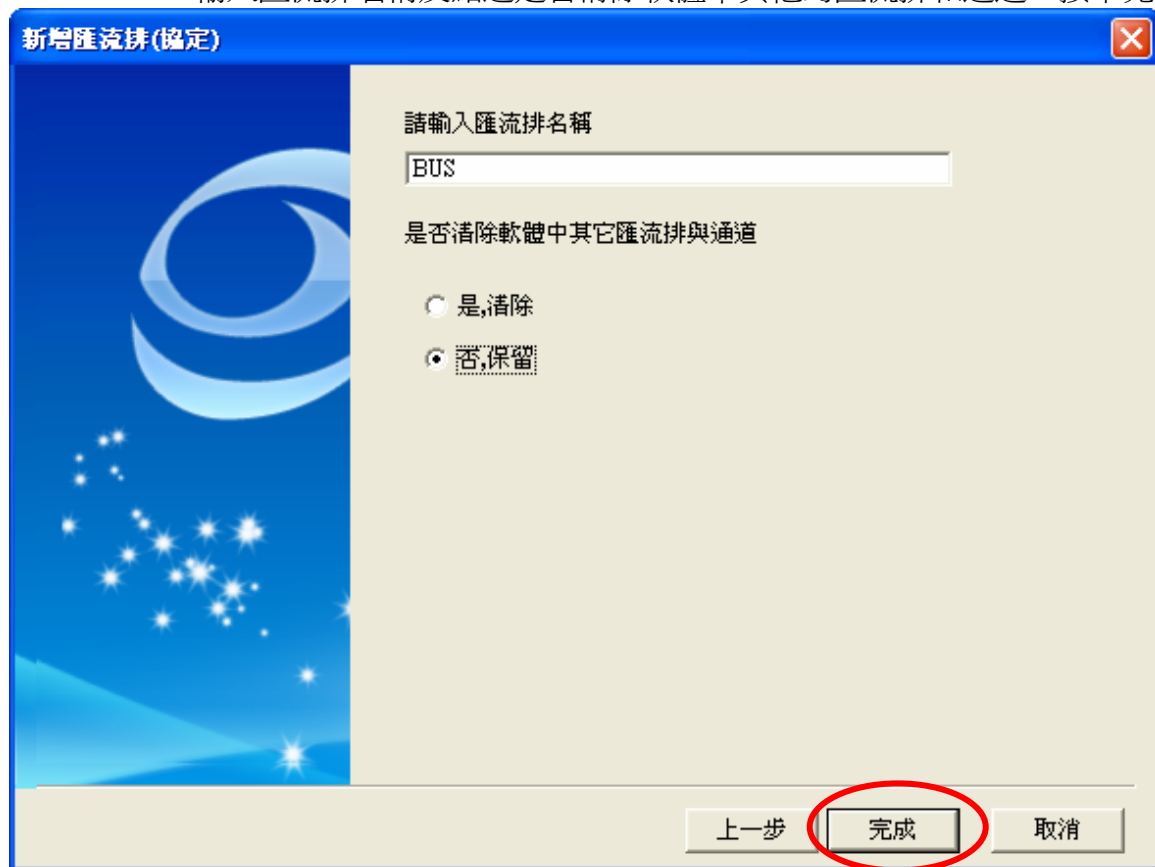 新增匯流排(協定)
請輸入匯流排名稱
BUS
是否清除軟體中其它匯流排與通道
是,清除
否,保留
上一步
完成
取消